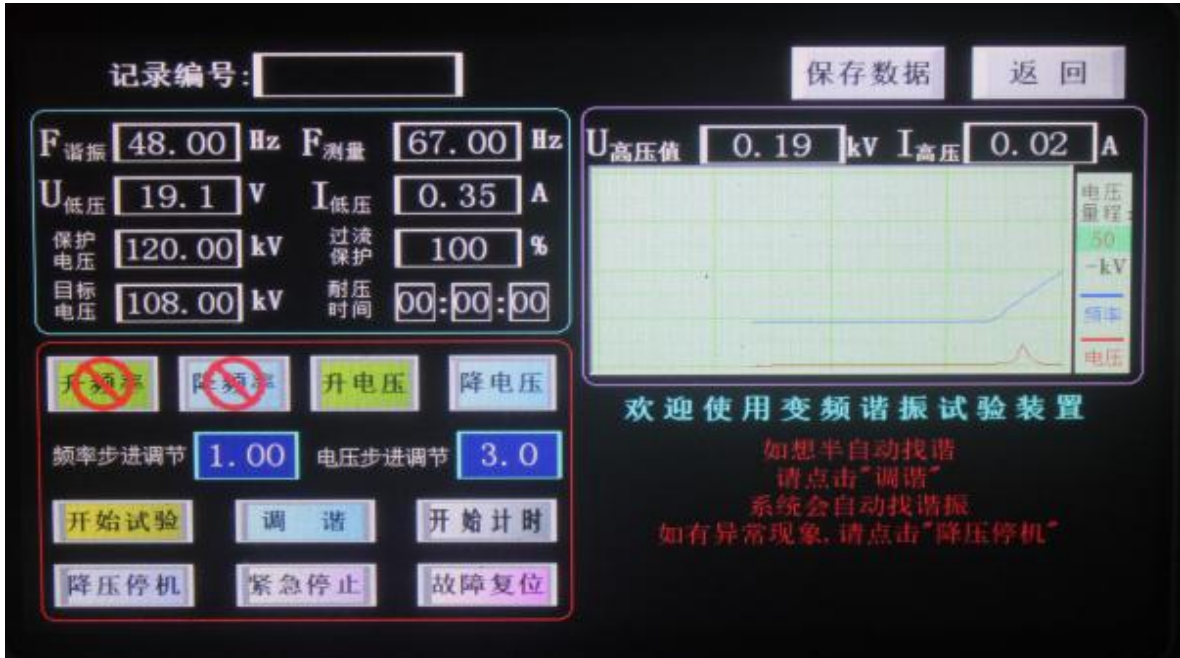 记录编号:
保存数据 返 回
F谐振 48.00 Hz F测量 67.00 Hz
U低压 19.1 V I低压 0.35 A
保护电压 120.00 kV 过流保护 100 %
目标电压 108.00 kV 耐压时间 00:00:00
U高压值 0.19 kV I高压 0.02 A
电压
量程:
50
-kV
频率
电压
升频率 降频率 升电压 降电压
频率步进调节 1.00 电压步进调节 3.0
开始试验 调 谐 开始计时
降压停机 紧急停止 故障复位
欢迎使用变频谐振试验装置
如想半自动找谐
请点击"调谐"
系统会自动找谐振
如有异常现象,请点击"降压停机"